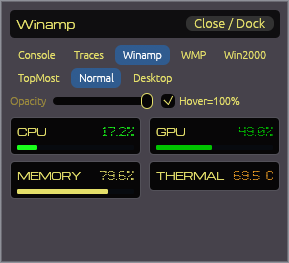 Winamp Close / Dock
Console Traces Winamp WMP Win2000
TopMost Normal Desktop
Opacity Hover=100%
CPU 17.2% GPU 49.0%
MEMORY 79.6% THERMAL 69.5 C